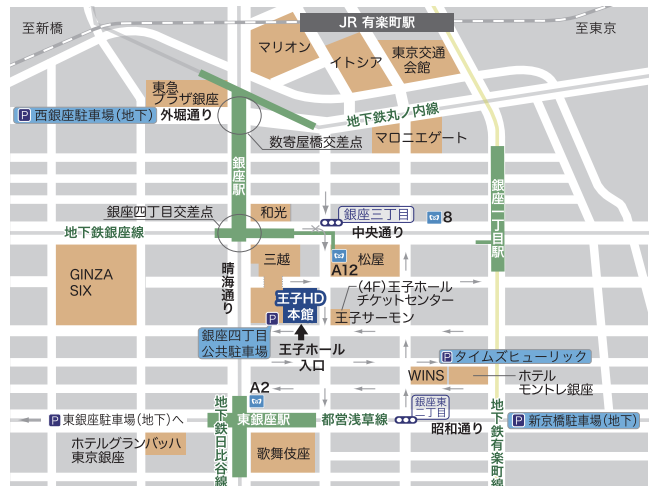 至新橋
JR 有楽町駅
至東京
マリオン
イトシア
東京交通
会館
東急
プラザ銀座
P 西銀座駐車場(地下)
外堀通り
地下鉄丸ノ内線
数寄屋橋交差点
マロニエゲート
銀座駅
銀座一丁目駅
銀座四丁目交差点
和光
銀座三丁目
8
地下鉄銀座線
中央通り
GINZA
SIX
晴海通り
三越
A12
松屋
(4F)王子ホール
チケットセンター
王子HD
本館
P
王子サーモン
銀座四丁目
公共駐車場
王子ホール
入口
P タイムズヒューリック
WINS
ホテル
モントレ銀座
A2
地下鉄日比谷線
銀座東
二丁目
地下鉄有楽町線
P 東銀座駐車場(地下)へ
東銀座駅
都営浅草線
昭和通り
P 新京橋駐車場(地下)
ホテルグランバッハ
東京銀座
歌舞伎座